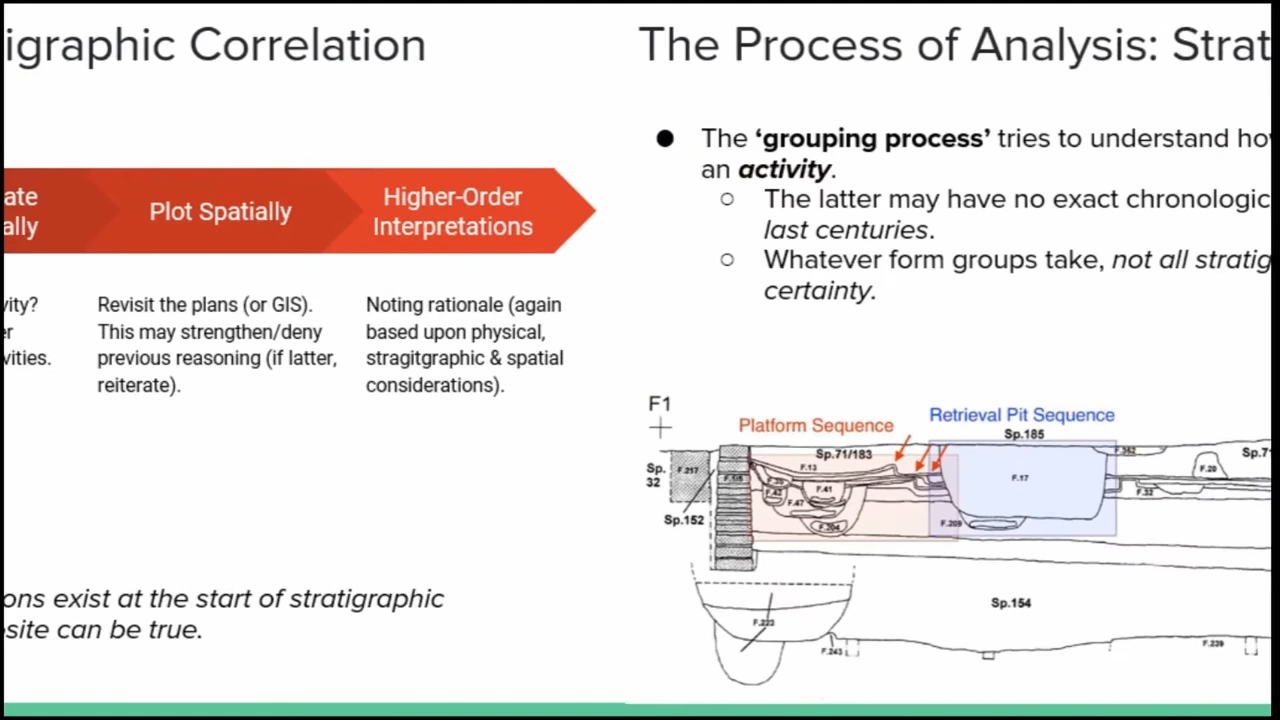 igraphic Correlation
ate
ally
Plot Spatially
Higher-Order
Interpretations
vity?
er
vities.
Revisit the plans (or GIS).
This may strengthen/deny
previous reasoning (if latter,
reiterate).
Noting rationale (again
based upon physical,
stragitgraphic & spatial
considerations).
ons exist at the start of stratigraphic
site can be true.
The Process of Analysis: Strat
● The ‘grouping process’ tries to understand ho
an activity.
○ The latter may have no exact chronologic
last centuries.
○ Whatever form groups take, not all stratig
certainty.
F1
Platform Sequence
Retrieval Pit Sequence
Sp.185
Sp.71/183
Sp.7
Sp.
32
F.217
F.13
F.41
F.47
F.204
F.17
F.209
F.362
F.32
F.20
Sp.152
Sp.154
F.243
F.239